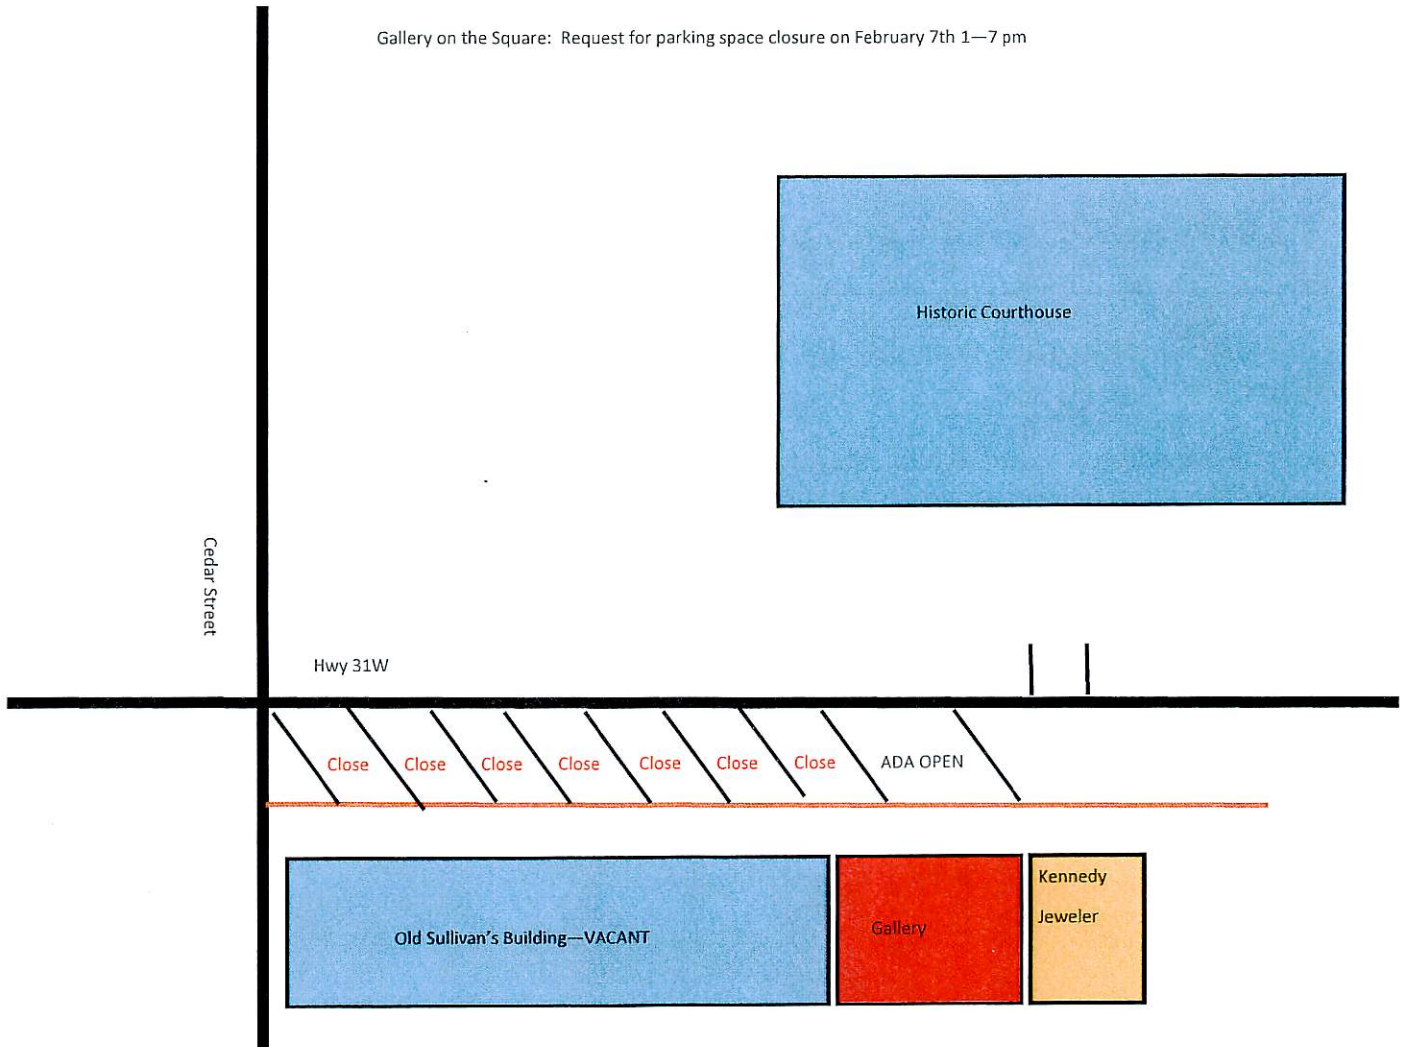 Gallery on the Square:  Request for parking space closure on February 7th 1—7 pm
Historic Courthouse
Cedar Street
Hwy 31W
Close
Close
Close
Close
Close
Close
Close
ADA OPEN
Old Sullivan's Building—VACANT
Gallery
Kennedy
Jeweler